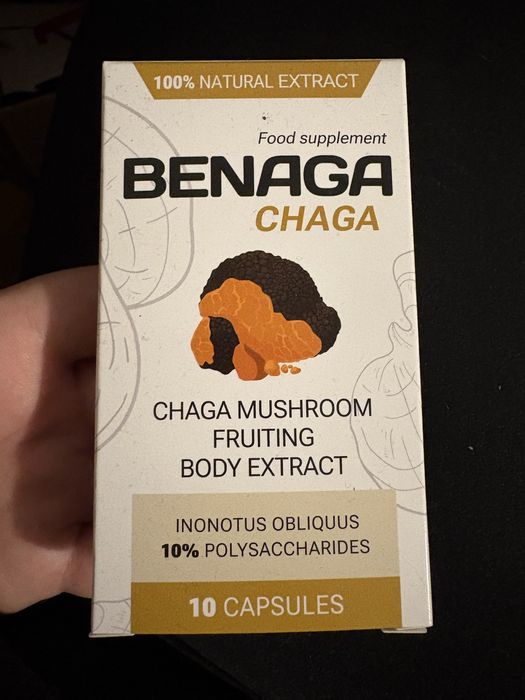 100% NATURAL EXTRACT
Food supplement
BENAGA
CHAGA
CHAGA MUSHROOM
FRUITING
BODY EXTRACT
INONOTUS OBLIQUUS
10% POLYSACCHARIDES
10 CAPSULES